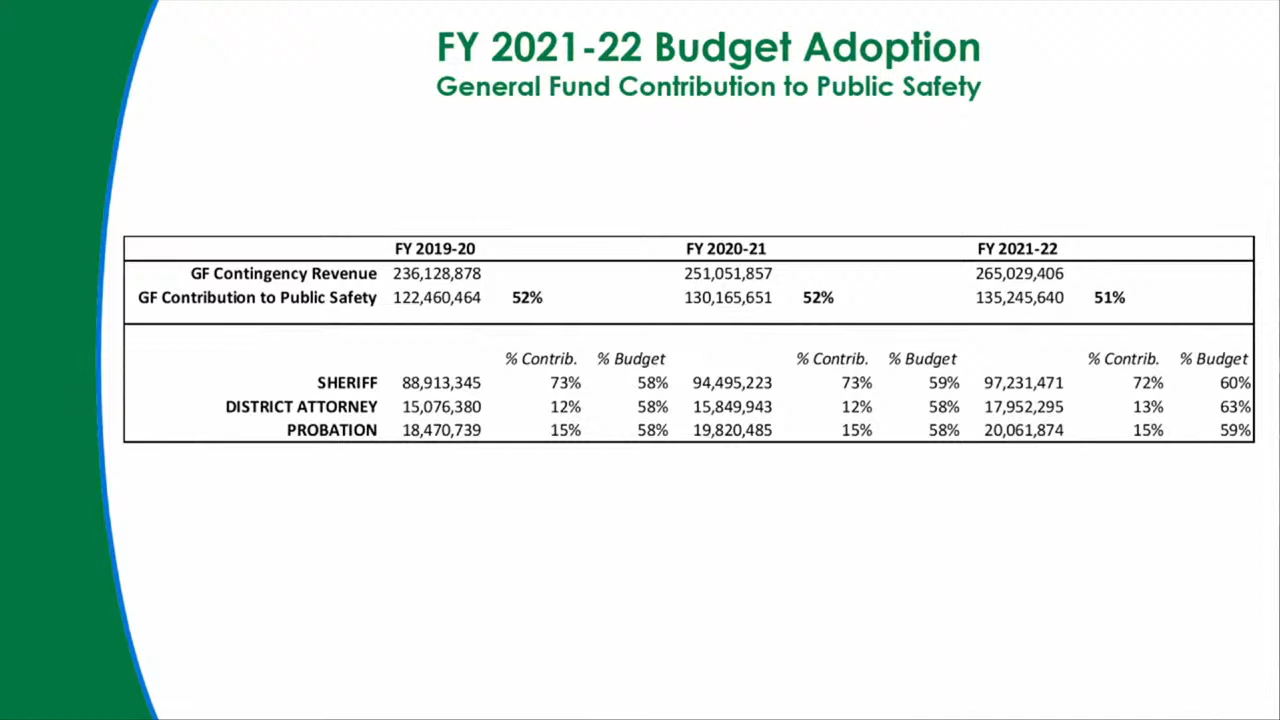 FY 2021-22 Budget Adoption
General Fund Contribution to Public Safety
FY 2019-20 FY 2020-21 FY 2021-22
GF Contingency Revenue 236,128,878 251,051,857 265,029,406
GF Contribution to Public Safety 122,460,464 52% 130,165,651 52% 135,245,640 51%
% Contrib. % Budget % Contrib. % Budget % Contrib. % Budget
SHERIFF 88,913,345 73% 58% 94,495,223 73% 59% 97,231,471 72% 60%
DISTRICT ATTORNEY 15,076,380 12% 58% 15,849,943 12% 58% 17,952,295 13% 63%
PROBATION 18,470,739 15% 58% 19,820,485 15% 58% 20,061,874 15% 59%